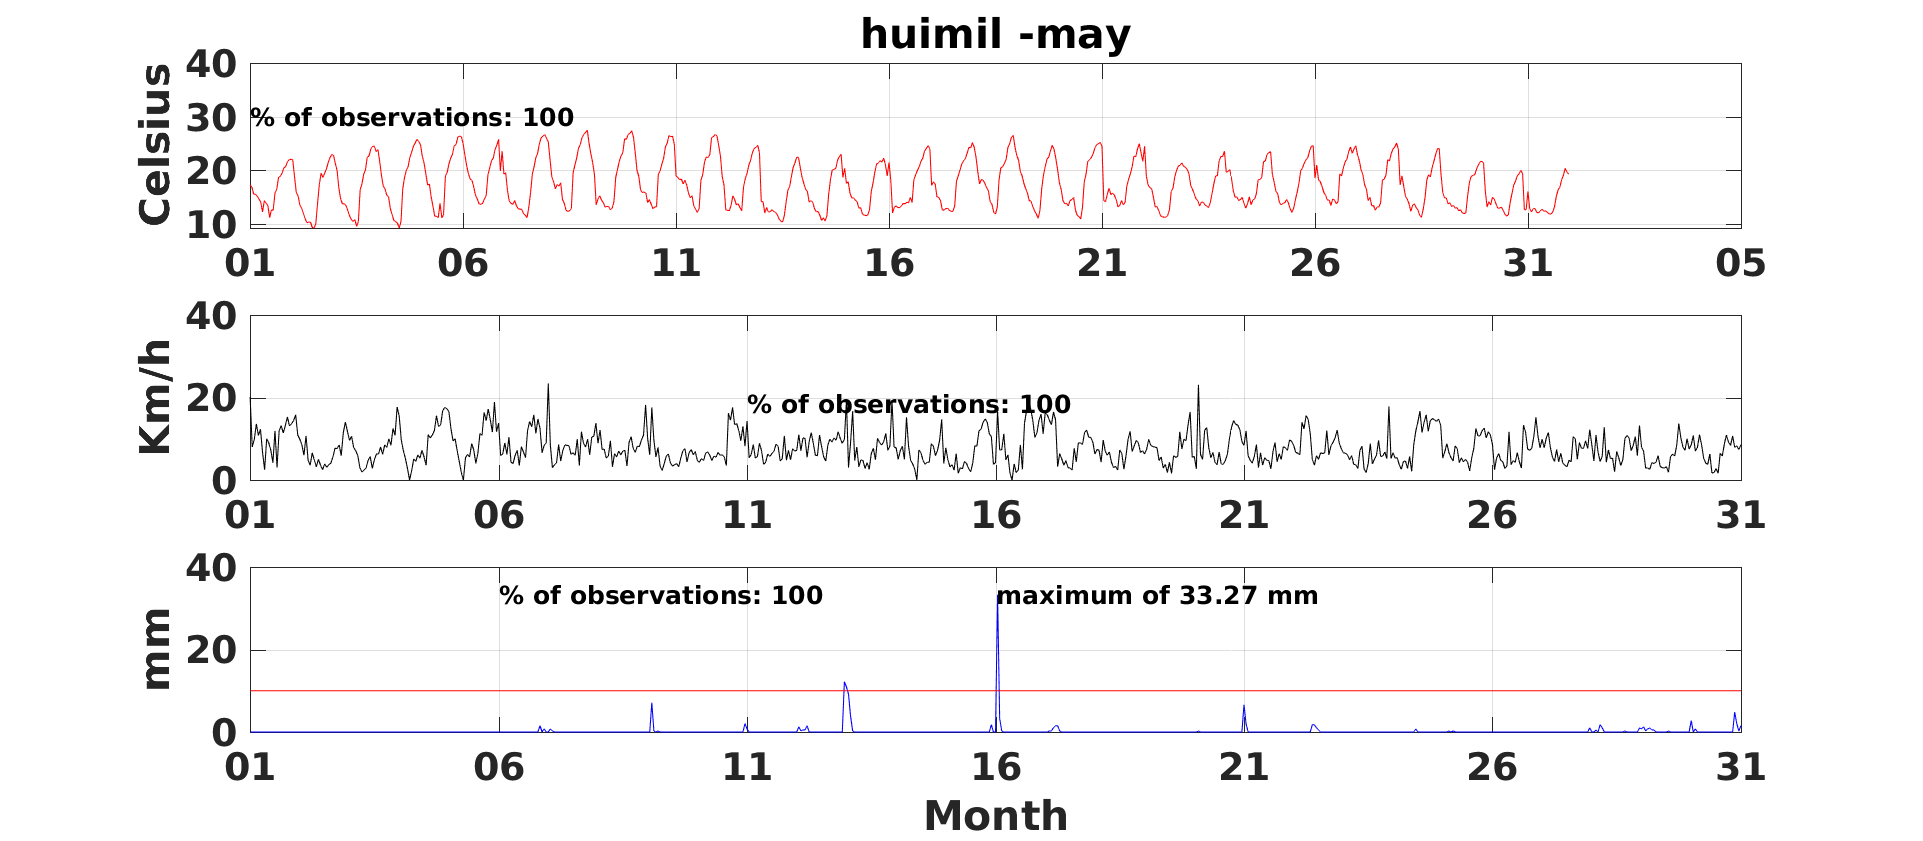 huimil -may
Celsius
40
30
20
10
% of observations: 100
01 06 11 16 21 26 31 05
Km/h
40
20
0
% of observations: 100
01 06 11 16 21 26 31
mm
40
20
0
% of observations: 100 maximum of 33.27 mm
01 06 11 16 21 26 31
Month